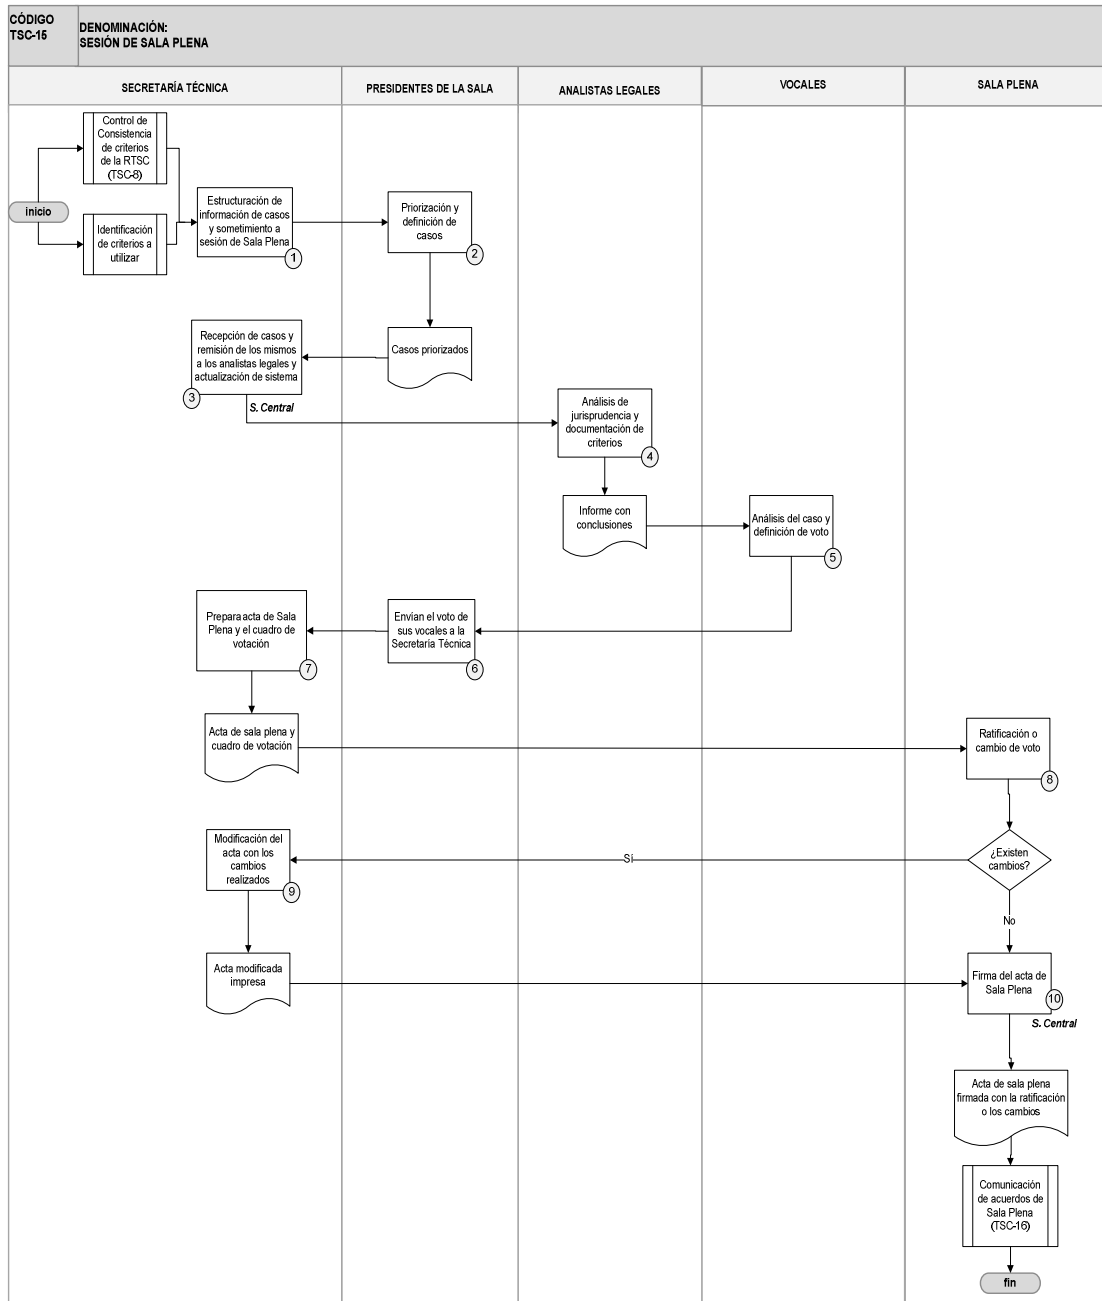 CÓDIGO
TSC-15
DENOMINACIÓN:
SESIÓN DE SALA PLENA
SECRETARÍA TÉCNICA
PRESIDENTES DE LA SALA
ANALISTAS LEGALES
VOCALES
SALA PLENA
inicio
Control de
Consistencia
de criterios
de la RTSC
(TSC-8)
Identificación
de criterios a
utilizar
Estructuración de
información de casos
y sometimiento a
sesión de Sala Plena
1
Priorización y
definición de
casos
2
Casos priorizados
Recepción de casos y
remisión de los mismos
a los analistas legales y
actualización de sistema
3
S. Central
Análisis de
jurisprudencia y
documentación de
criterios
4
Informe con
conclusiones
Análisis del caso y
definición de voto
5
Envían el voto de
sus vocales a la
Secretaría Técnica
6
Prepara acta de Sala
Plena y el cuadro de
votación
7
Acta de sala plena y
cuadro de votación
Ratificación o
cambio de voto
8
¿Existen
cambios?
Sí
No
Modificación del
acta con los
cambios
realizados
9
Acta modificada
impresa
Firma del acta de
Sala Plena
10
S. Central
Acta de sala plena
firmada con la ratificación
o los cambios
Comunicación
de acuerdos de
Sala Plena
(TSC-16)
fin